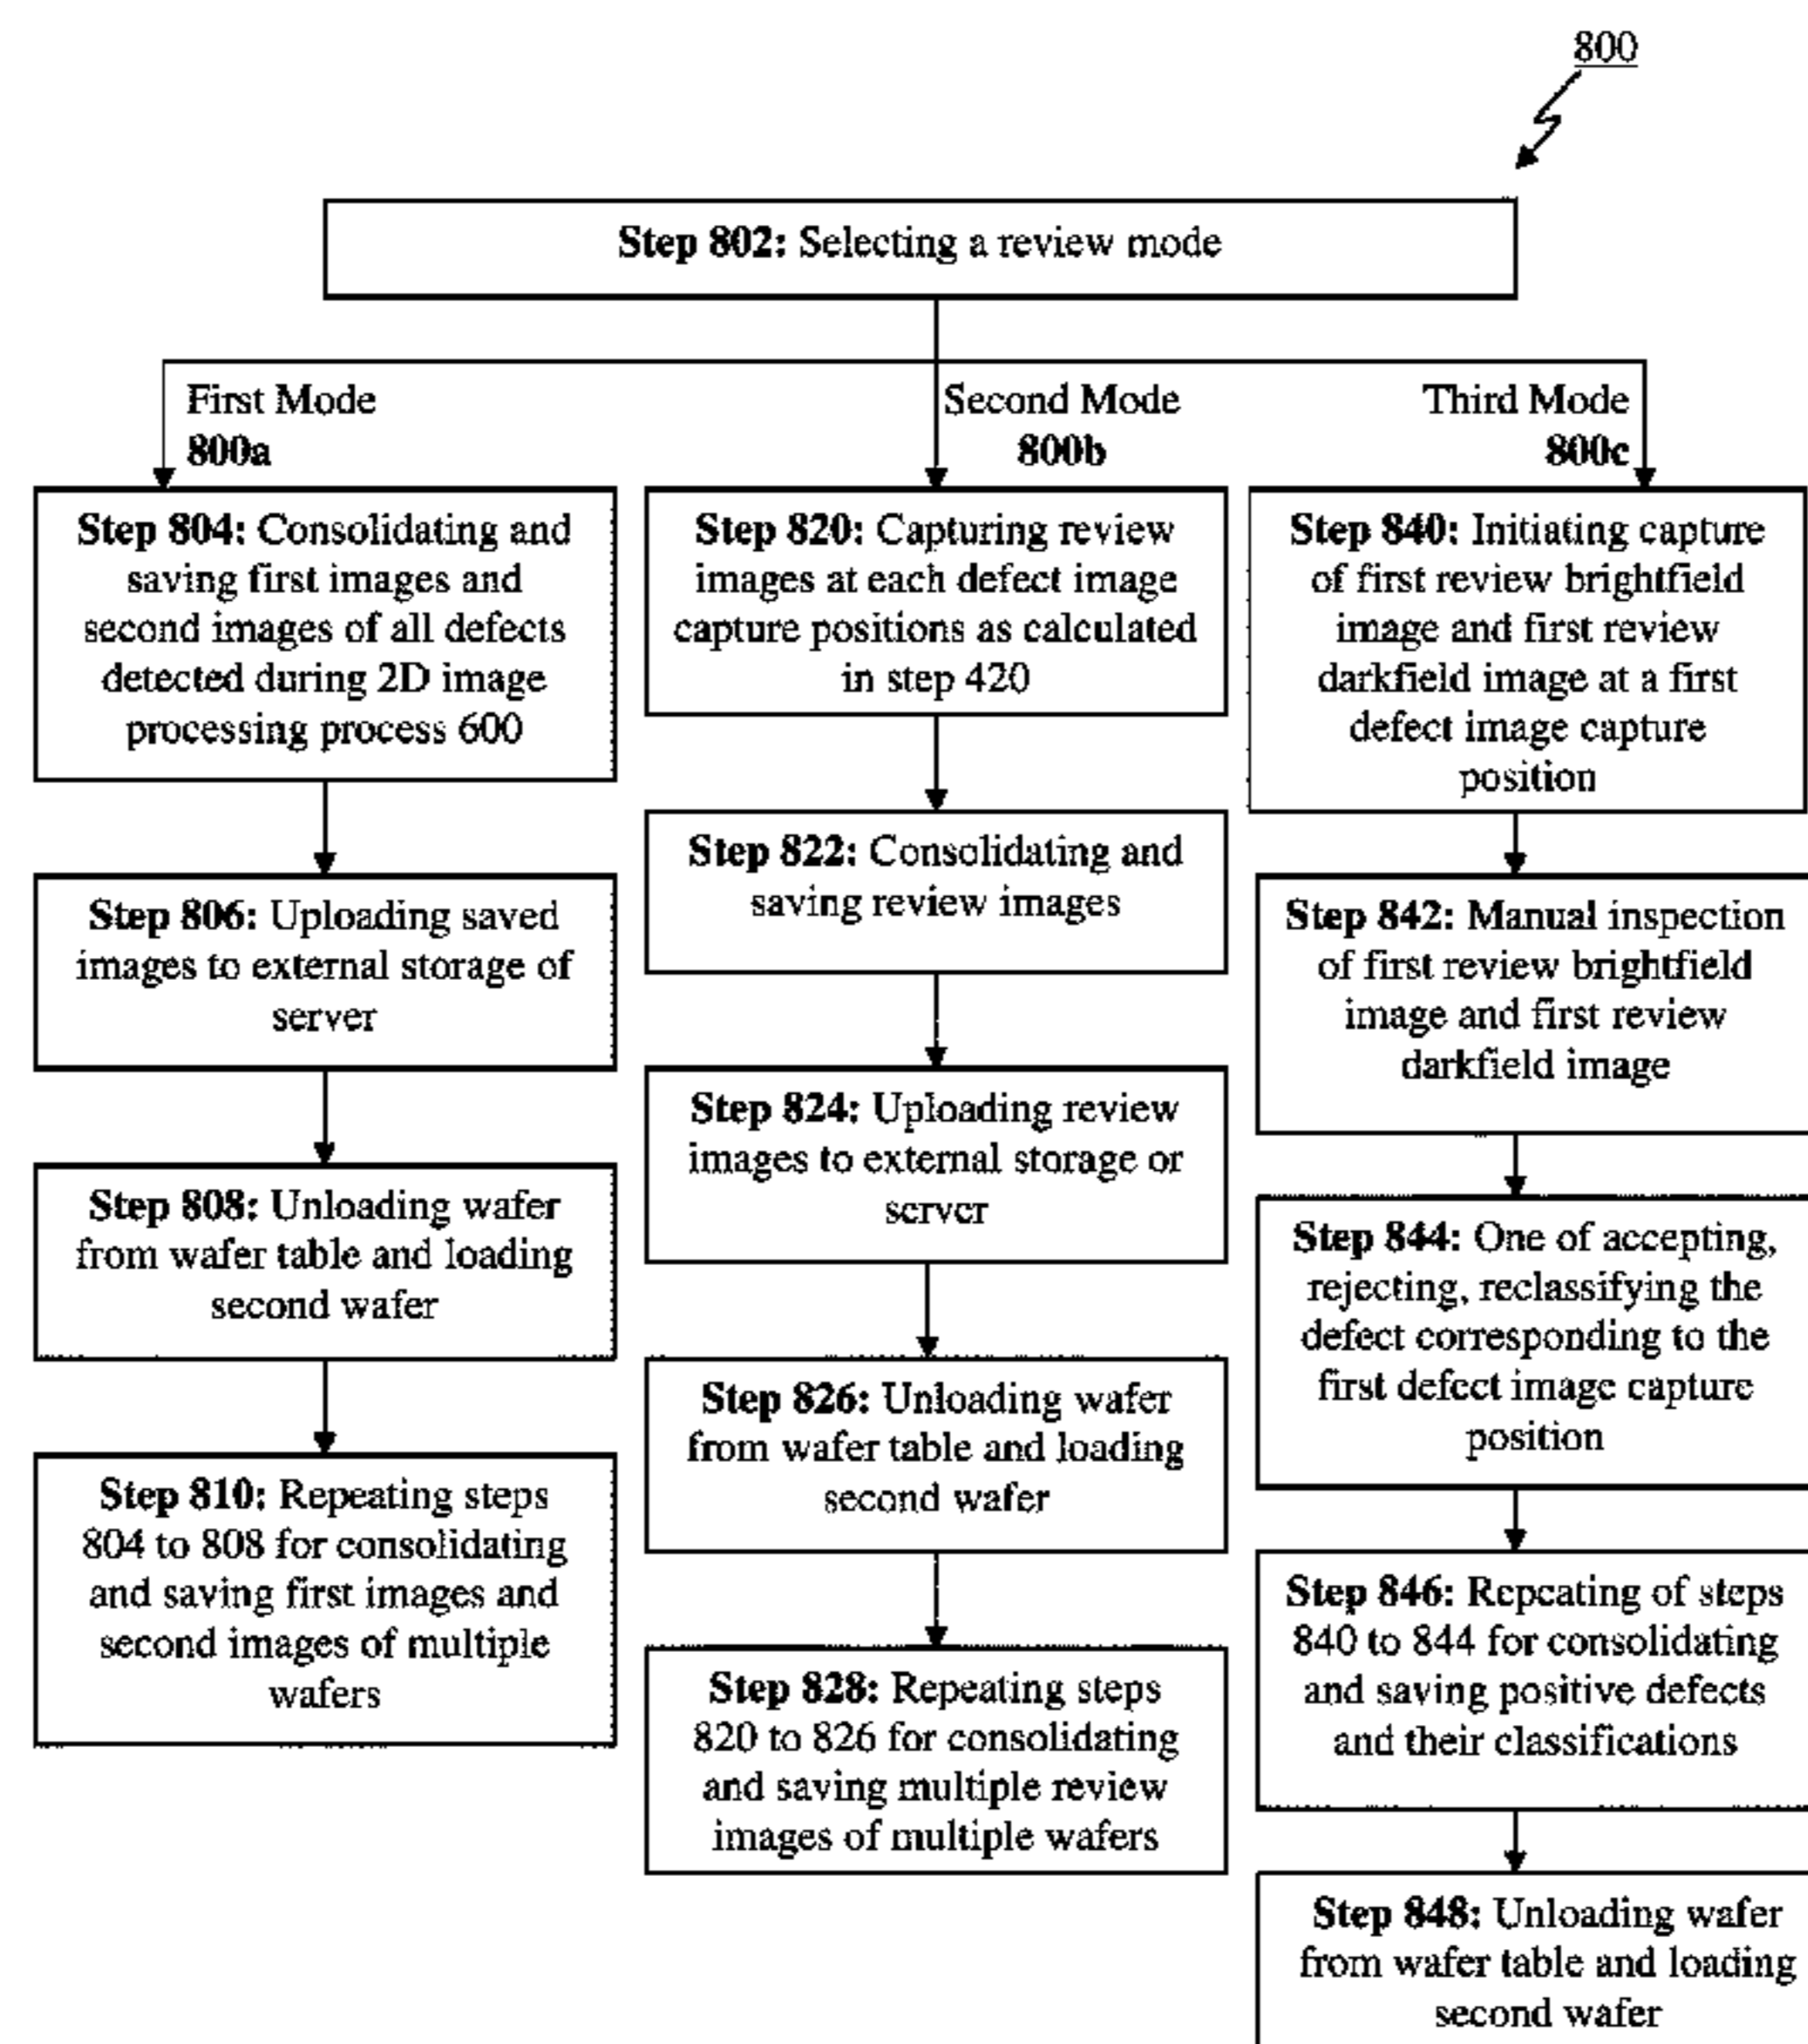 800
Step 802: Selecting a review mode
First Mode
800a
Second Mode
800b
Third Mode
800c
Step 804: Consolidating and
saving first images and
second images of all defects
detected during 2D image
processing process 600
Step 806: Uploading saved
images to external storage of
server
Step 808: Unloading wafer
from wafer table and loading
second wafer
Step 810: Repeating steps
804 to 808 for consolidating
and saving first images and
second images of multiple
wafers
Step 820: Capturing review
images at each defect image
capture positions as calculated
in step 420
Step 822: Consolidating and
saving review images
Step 824: Uploading review
images to external storage or
server
Step 826: Unloading wafer
from wafer table and loading
second wafer
Step 828: Repeating steps
820 to 826 for consolidating
and saving multiple review
images of multiple wafers
Step 840: Initiating capture
of first review brightfield
image and first review
darkfield image at a first
defect image capture
position
Step 842: Manual inspection
of first review brightfield
image and first review
darkfield image
Step 844: One of accepting,
rejecting, reclassifying the
defect corresponding to the
first defect image capture
position
Step 846: Repeating of steps
840 to 844 for consolidating
and saving positive defects
and their classifications
Step 848: Unloading wafer
from wafer table and loading
second wafer